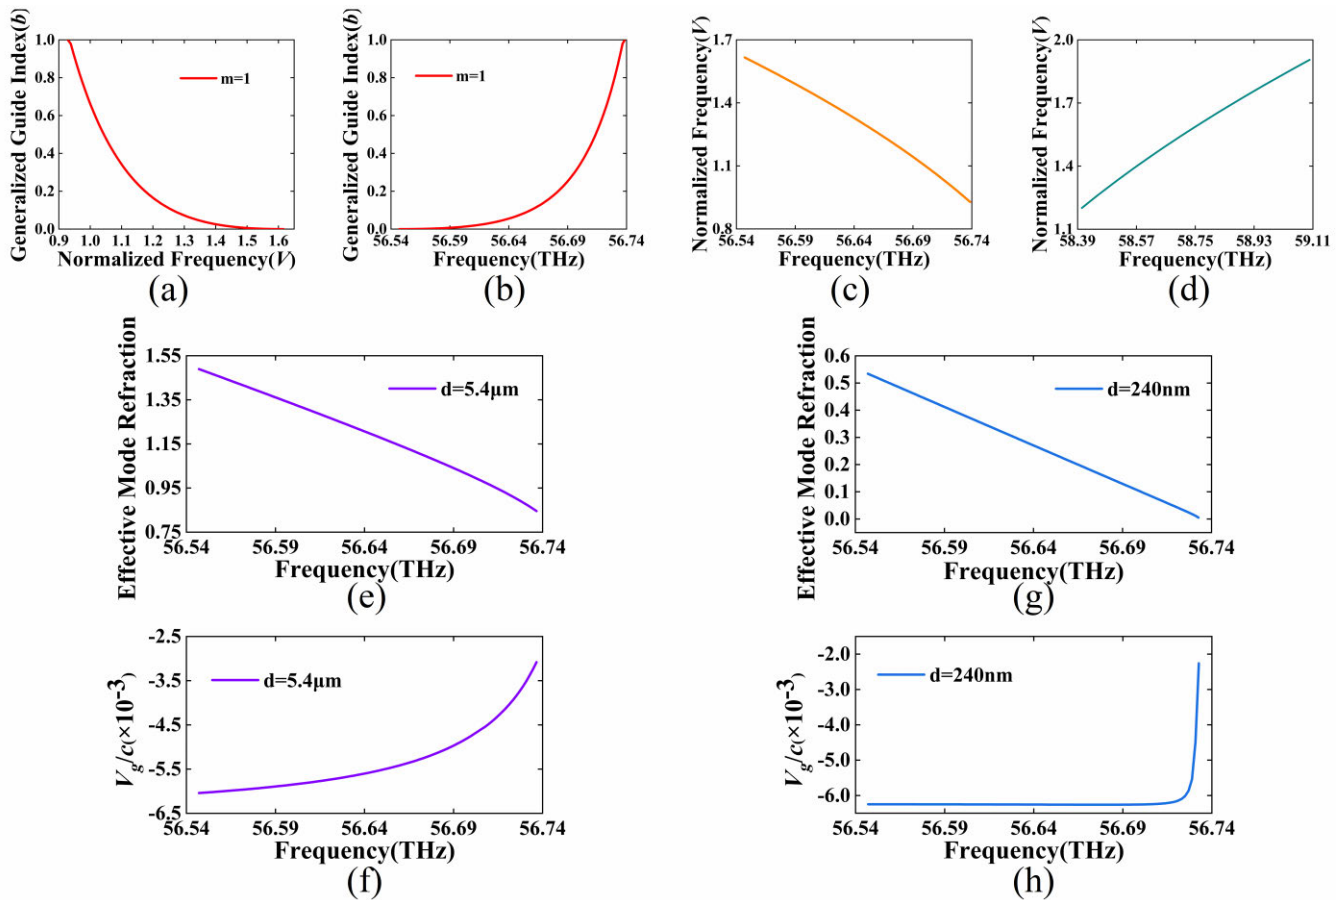 Generalized Guide Index(b)
1.0
0.8
0.6
0.4
0.2
0.0
m=1
0.9 1.0 1.1 1.2 1.3 1.4 1.5 1.6
Normalized Frequency(V)
(a)
Generalized Guide Index(b)
1.0
0.8
0.6
0.4
0.2
0.0
m=1
56.54 56.59 56.64 56.69 56.74
Frequency(THz)
(b)
Normalized Frequency(V)
1.7
1.4
1.1
0.8
56.54 56.59 56.64 56.69 56.74
Frequency(THz)
(c)
Normalized Frequency(V)
2.0
1.7
1.4
1.1
58.39 58.57 58.75 58.93 59.11
Frequency(THz)
(d)
Effective Mode Refraction
1.55
1.35
1.15
0.95
0.75
d=5.4μm
56.54 56.59 56.64 56.69 56.74
Frequency(THz)
(e)
Effective Mode Refraction
0.6
0.5
0.4
0.3
0.2
0.1
0.0
d=240nm
56.54 56.59 56.64 56.69 56.74
Frequency(THz)
(g)
Vg/c(×10-3)
-2.5
-3.5
-4.5
-5.5
-6.5
d=5.4μm
56.54 56.59 56.64 56.69 56.74
Frequency(THz)
(f)
Vg/c(×10-3)
-2.0
-3.0
-4.0
-5.0
-6.0
d=240nm
56.54 56.59 56.64 56.69 56.74
Frequency(THz)
(h)